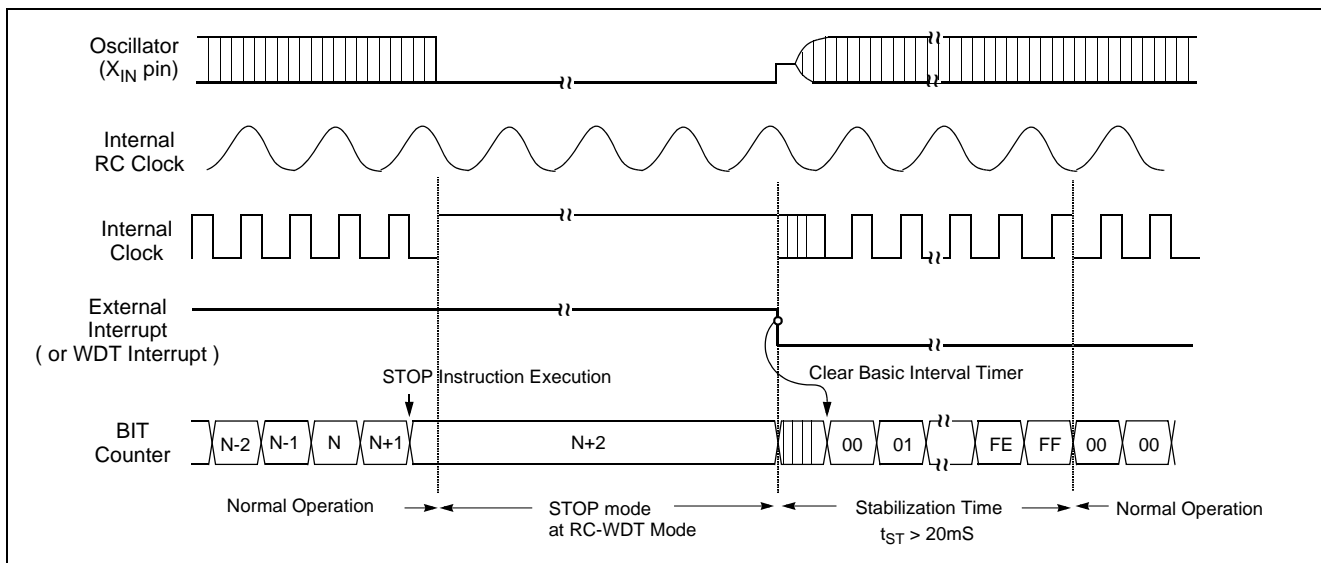 Oscillator
(XIN pin)
Internal
RC Clock
Internal
Clock
External
Interrupt
( or WDT Interrupt )
STOP Instruction Execution
Clear Basic Interval Timer
BIT
Counter
N-2 N-1 N N+1 N+2 00 01 FE FF 00 00
Normal Operation
STOP mode
at RC-WDT Mode
Stabilization Time
tST > 20mS
Normal Operation